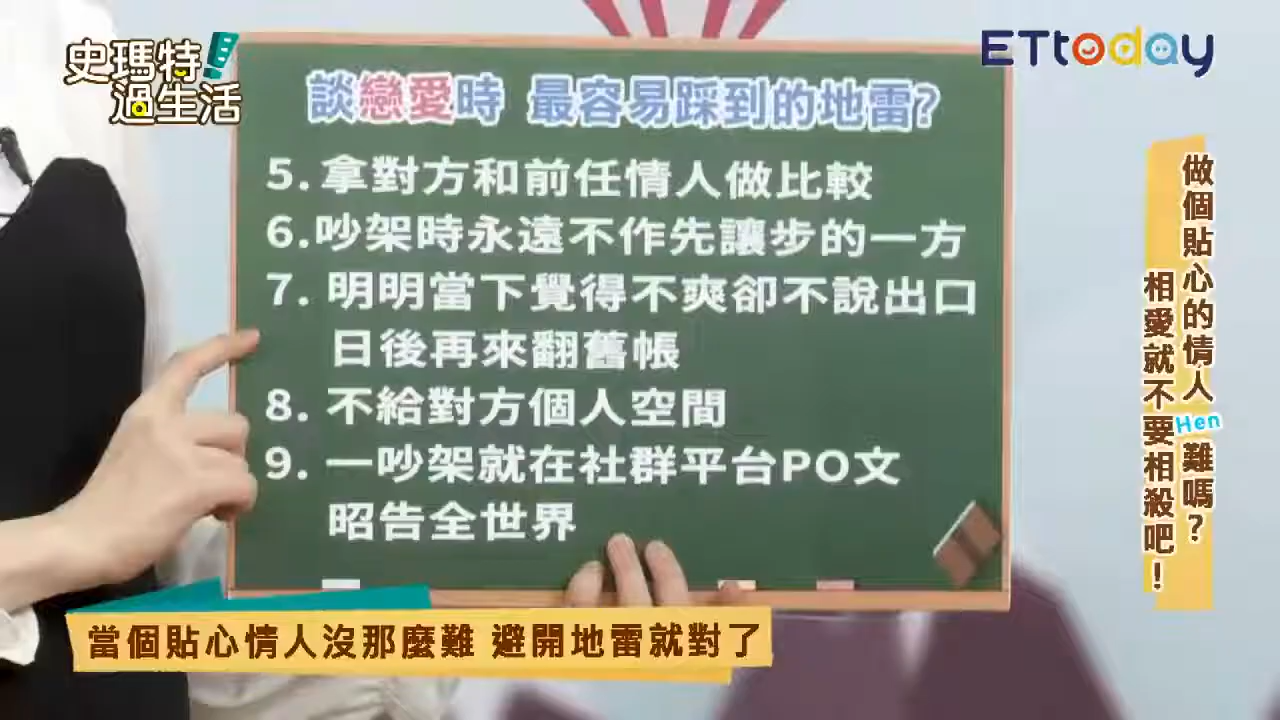 史瑪特
過生活
ETtoday
談戀愛時 最容易踩到的地雷?
5. 拿對方和前任情人做比較
6.吵架時永遠不作先讓步的一方
7. 明明當下覺得不爽卻不說出口
日後再來翻舊帳
8. 不給對方個人空間
9. 一吵架就在社群平台PO文
昭告全世界
做個貼心的情人Hen難嗎?
相愛就不要相殺吧!
當個貼心情人沒那麼難 避開地雷就對了